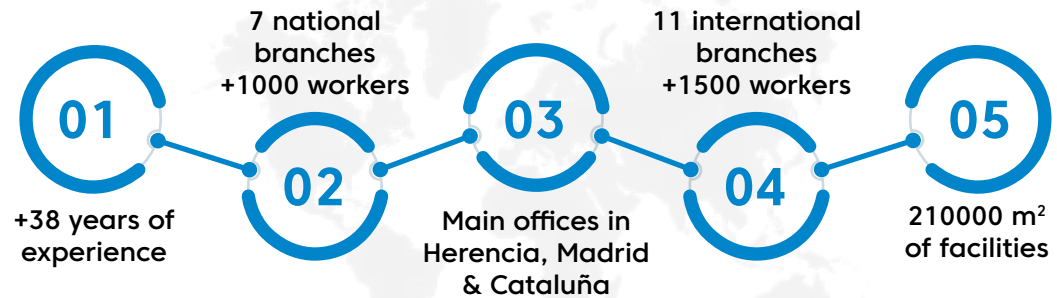 01
+38 years of
experience
7 national
branches
+1000 workers
02
03
Main offices in
Herencia, Madrid
& Cataluña
11 international
branches
+1500 workers
04
05
210000 m²
of facilities